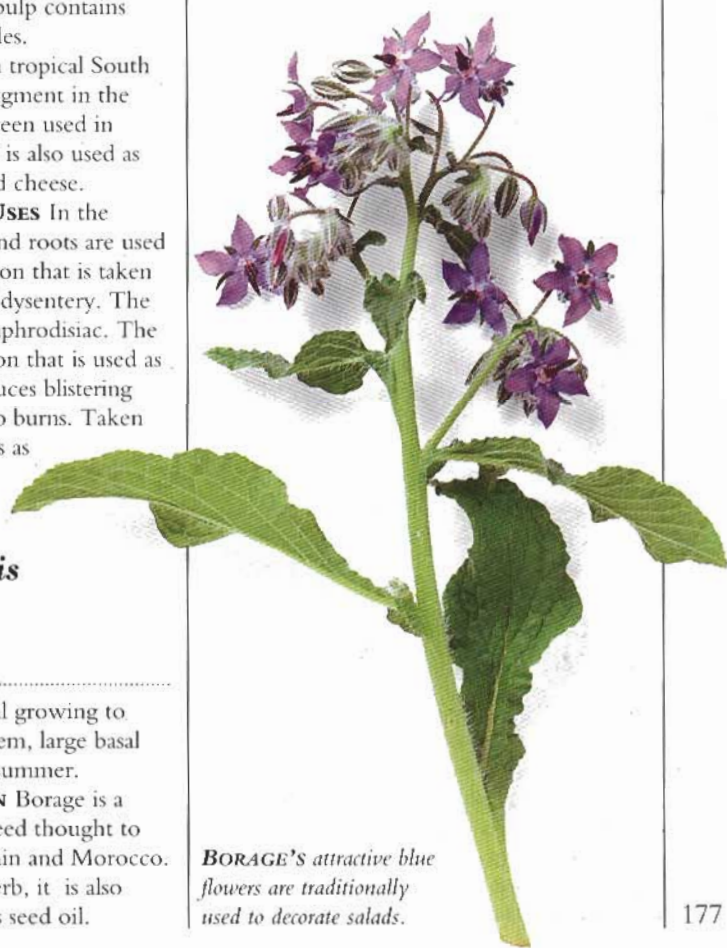 pulp contains
les.
tropical South
gment in the
een used in
is also used as
d cheese.
USES In the
nd roots are used
on that is taken
dysentery. The
phrodisiac. The
on that is used as
uces blistering
o burns. Taken
s as
is
l growing to
em, large basal
ummer.
N Borage is a
eed thought to
ain and Morocco.
erb, it is also
s seed oil.
BORAGE'S attractive blue
flowers are traditionally
used to decorate salads.
177